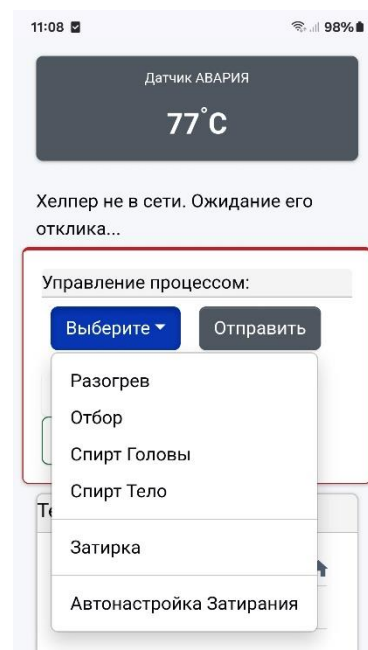 11:08 98%
Датчик АВАРИЯ
77°C
Хелпер не в сети. Ожидание его
отклика...
Управление процессом:
Выберите Отправить
Разогрев
Отбор
Спирт Головы
Спирт Тело
Затирка
Автонастройка Затирания